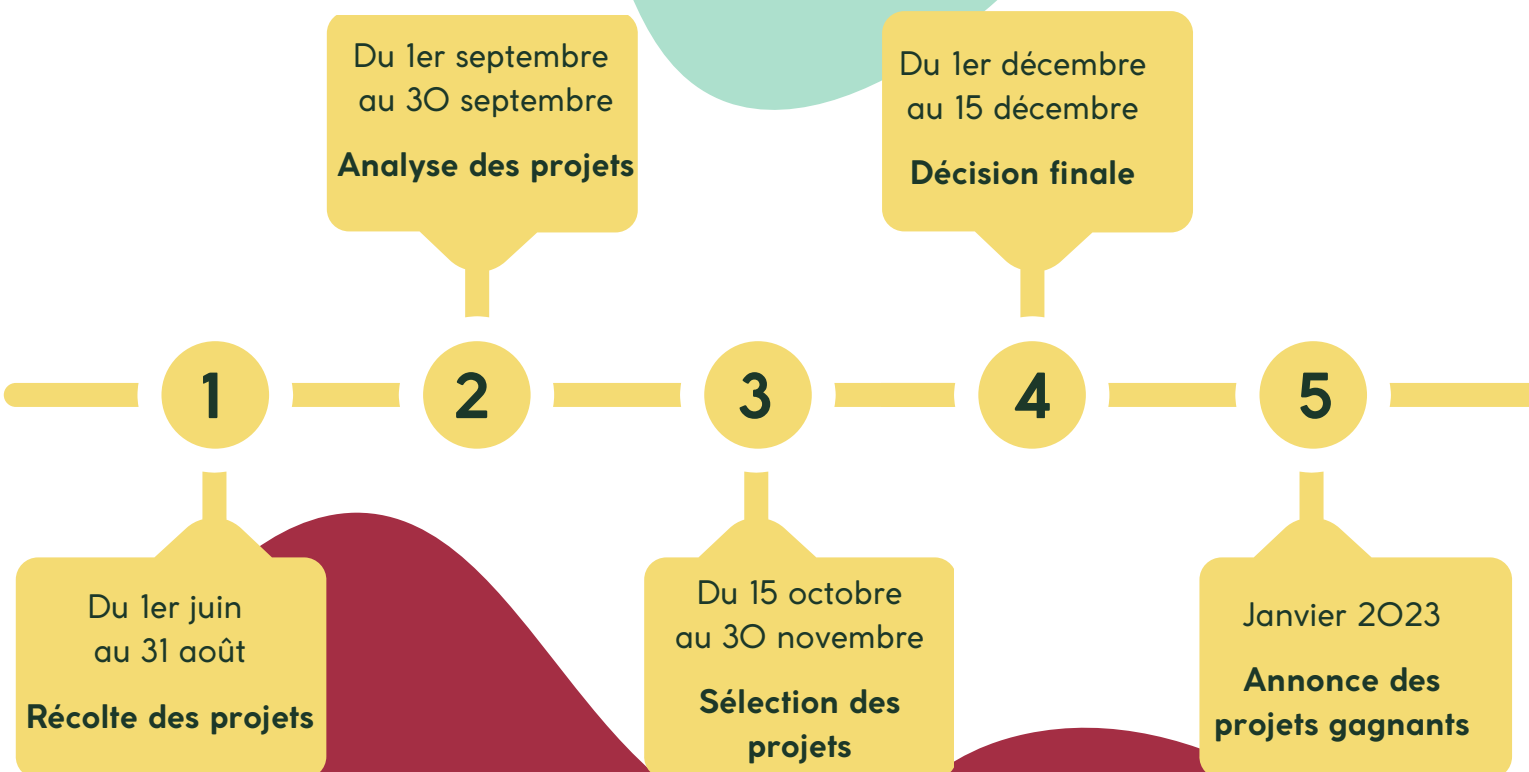 Du 1er septembre
au 30 septembre
Analyse des projets
Du 1er décembre
au 15 décembre
Décision finale
1
2
3
4
5
Du 1er juin
au 31 août
Récolte des projets
Du 15 octobre
au 30 novembre
Sélection des
projets
Janvier 2023
Annonce des
projets gagnants